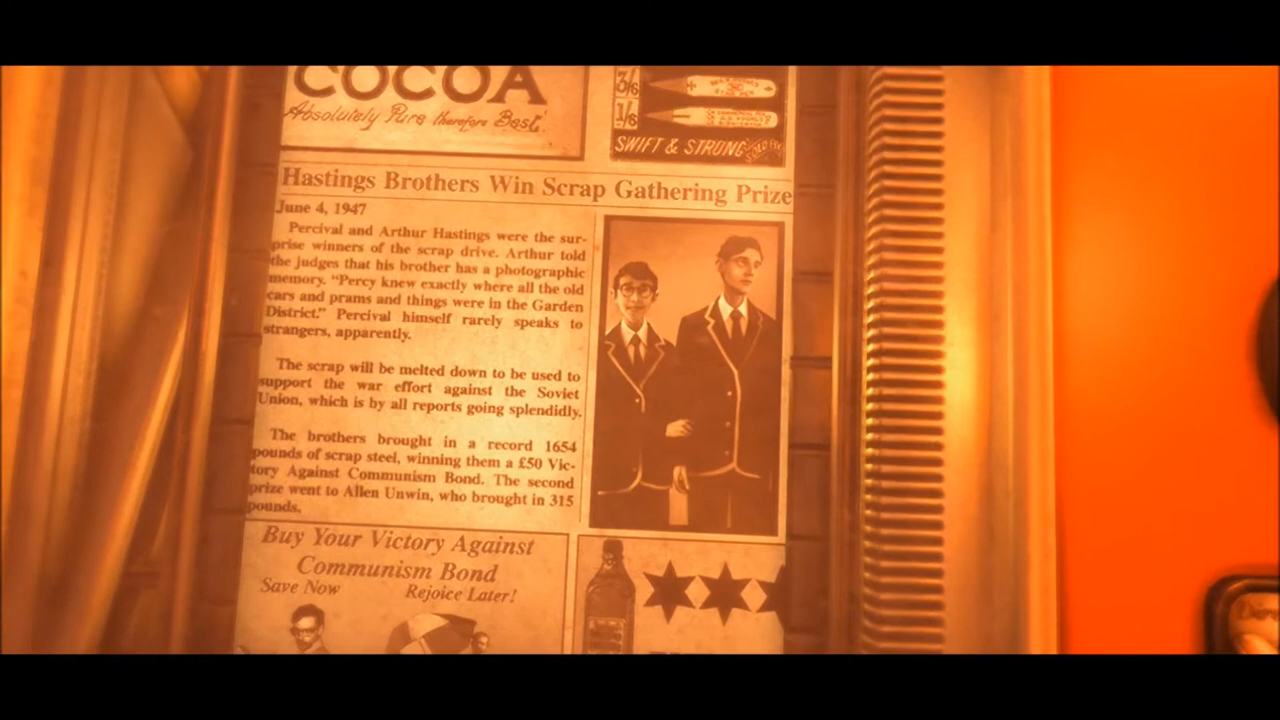 COCOA
Absolutely Pure therefore Best.
3/6
1/6
SWIFT & STRONG
Hastings Brothers Win Scrap Gathering Prize
June 4, 1947
Percival and Arthur Hastings were the sur-
prise winners of the scrap drive. Arthur told
the judges that his brother has a photographic
memory. “Percy knew exactly where all the old
cars and prams and things were in the Garden
District.” Percival himself rarely speaks to
strangers, apparently.
The scrap will be melted down to be used to
support the war effort against the Soviet
Union, which is by all reports going splendidly.
The brothers brought in a record 1654
pounds of scrap steel, winning them a £50 Vic-
tory Against Communism Bond. The second
prize went to Allen Unwin, who brought in 315
pounds.
Buy Your Victory Against
Communism Bond
Save Now
Rejoice Later!